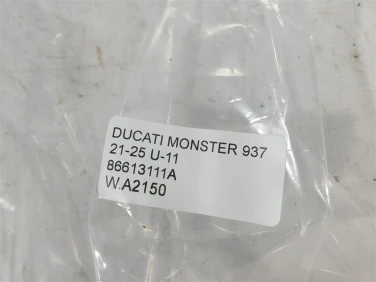 DUCATI MONSTER 937
21-25 U-11
86613111A
W.A2150